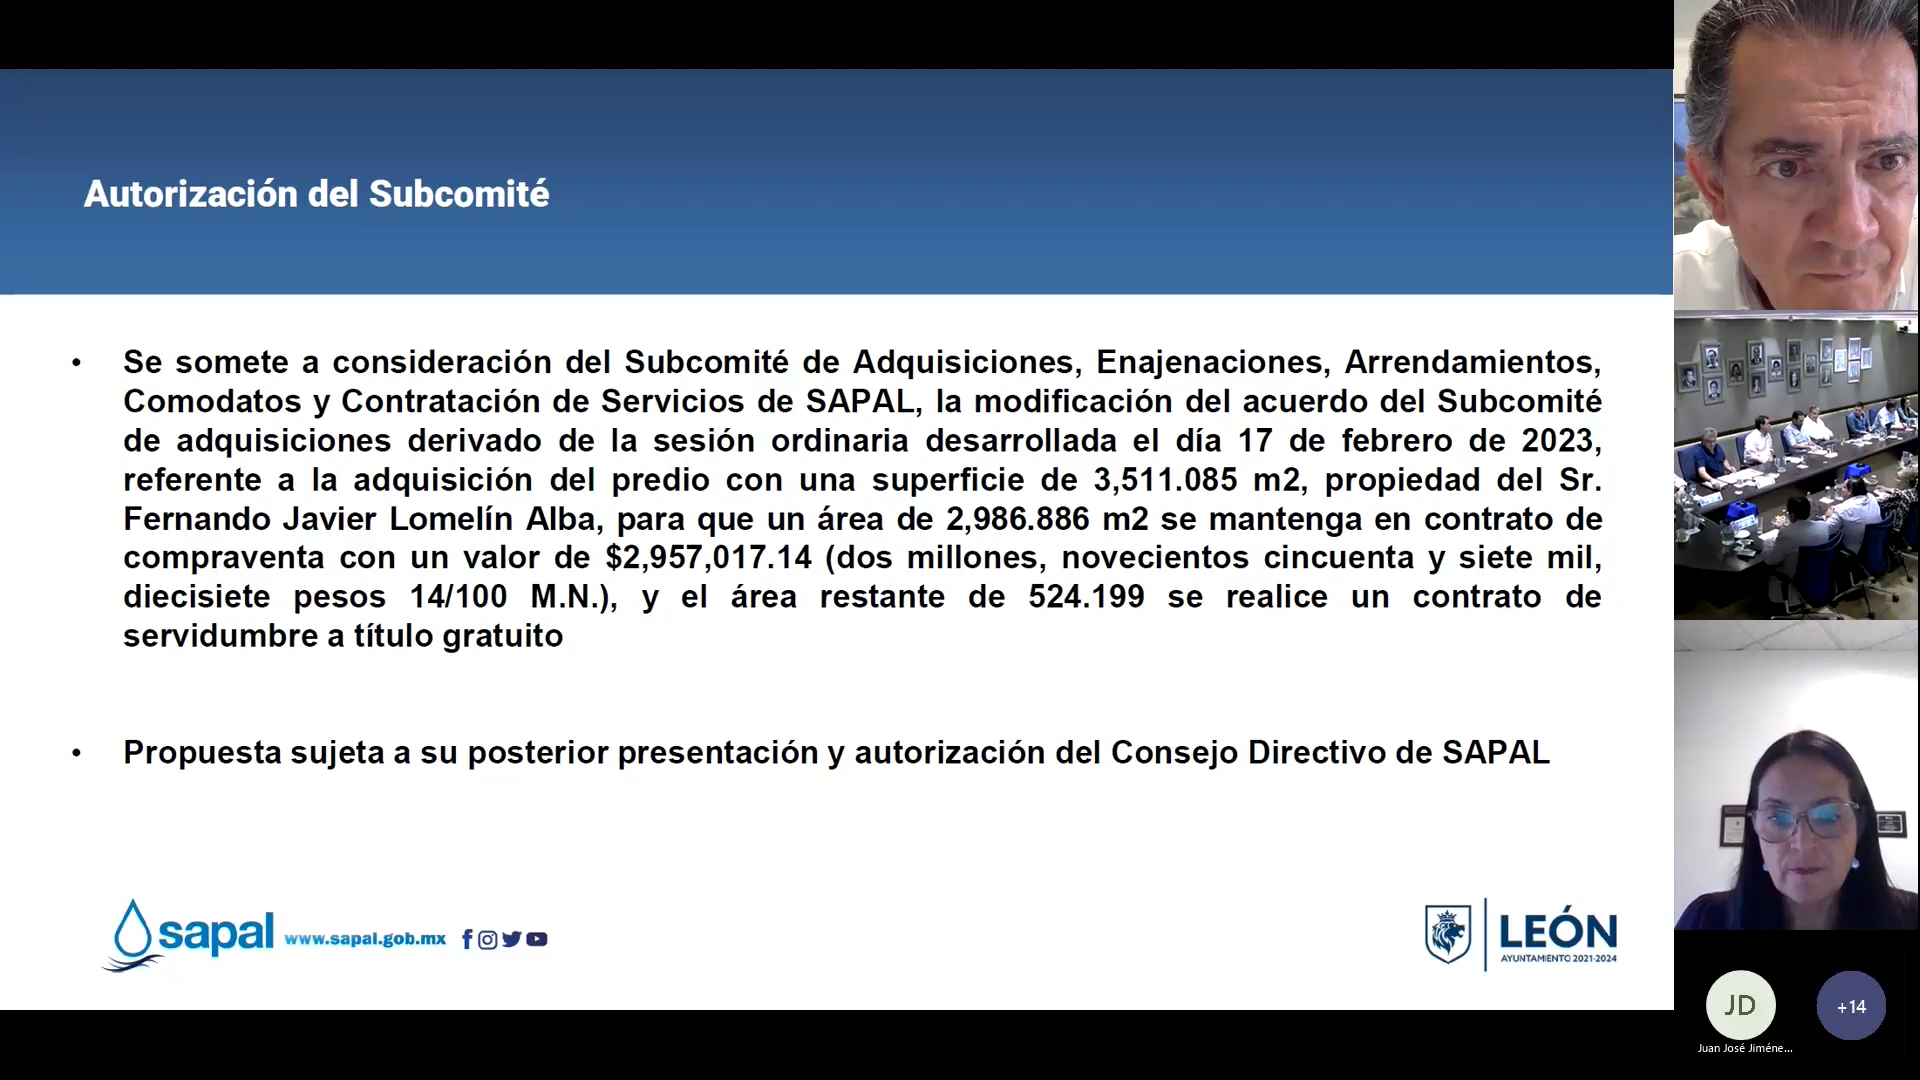 Autorización del Subcomité
• Se somete a consideración del Subcomité de Adquisiciones, Enajenaciones, Arrendamientos,
Comodatos y Contratación de Servicios de SAPAL, la modificación del acuerdo del Subcomité
de adquisiciones derivado de la sesión ordinaria desarrollada el día 17 de febrero de 2023,
referente a la adquisición del predio con una superficie de 3,511.085 m2, propiedad del Sr.
Fernando Javier Lomelín Alba, para que un área de 2,986.886 m2 se mantenga en contrato de
compraventa con un valor de $2,957,017.14 (dos millones, novecientos cincuenta y siete mil,
diecisiete pesos 14/100 M.N.), y el área restante de 524.199 se realice un contrato de
servidumbre a título gratuito
• Propuesta sujeta a su posterior presentación y autorización del Consejo Directivo de SAPAL
sapal www.sapal.gob.mx
LEÓN
AYUNTAMIENTO 2021-2024
JD
+14
Juan José Jiméne...